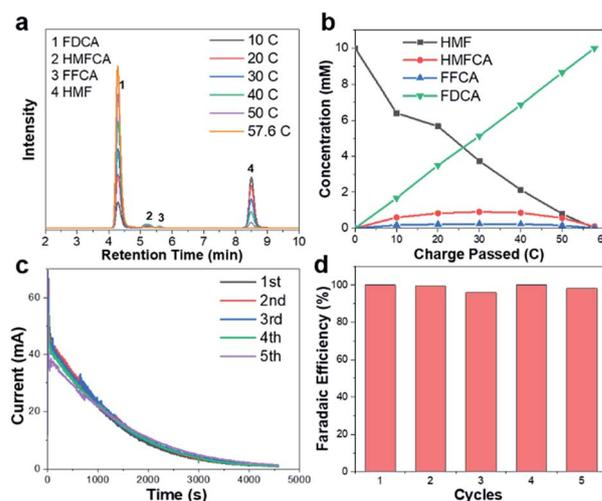 a
1 FDCA
2 HMFCA
3 FFCA
4 HMF
10 C
20 C
30 C
40 C
50 C
57.6 C
1
2
3
4
Intensity
2 3 4 5 6 7 8 9 10
Retention Time (min)
b
HMF
HMFCA
FFCA
FDCA
Concentration (mM)
10
8
6
4
2
0
0 10 20 30 40 50 6
Charge Passed (C)
c
1st
2nd
3rd
4th
5th
Current (mA)
60
40
20
0
0 1000 2000 3000 4000 5000
Time (s)
d
Faradaic Efficiency (%)
100
80
60
40
20
0
1 2 3 4 5
Cycles